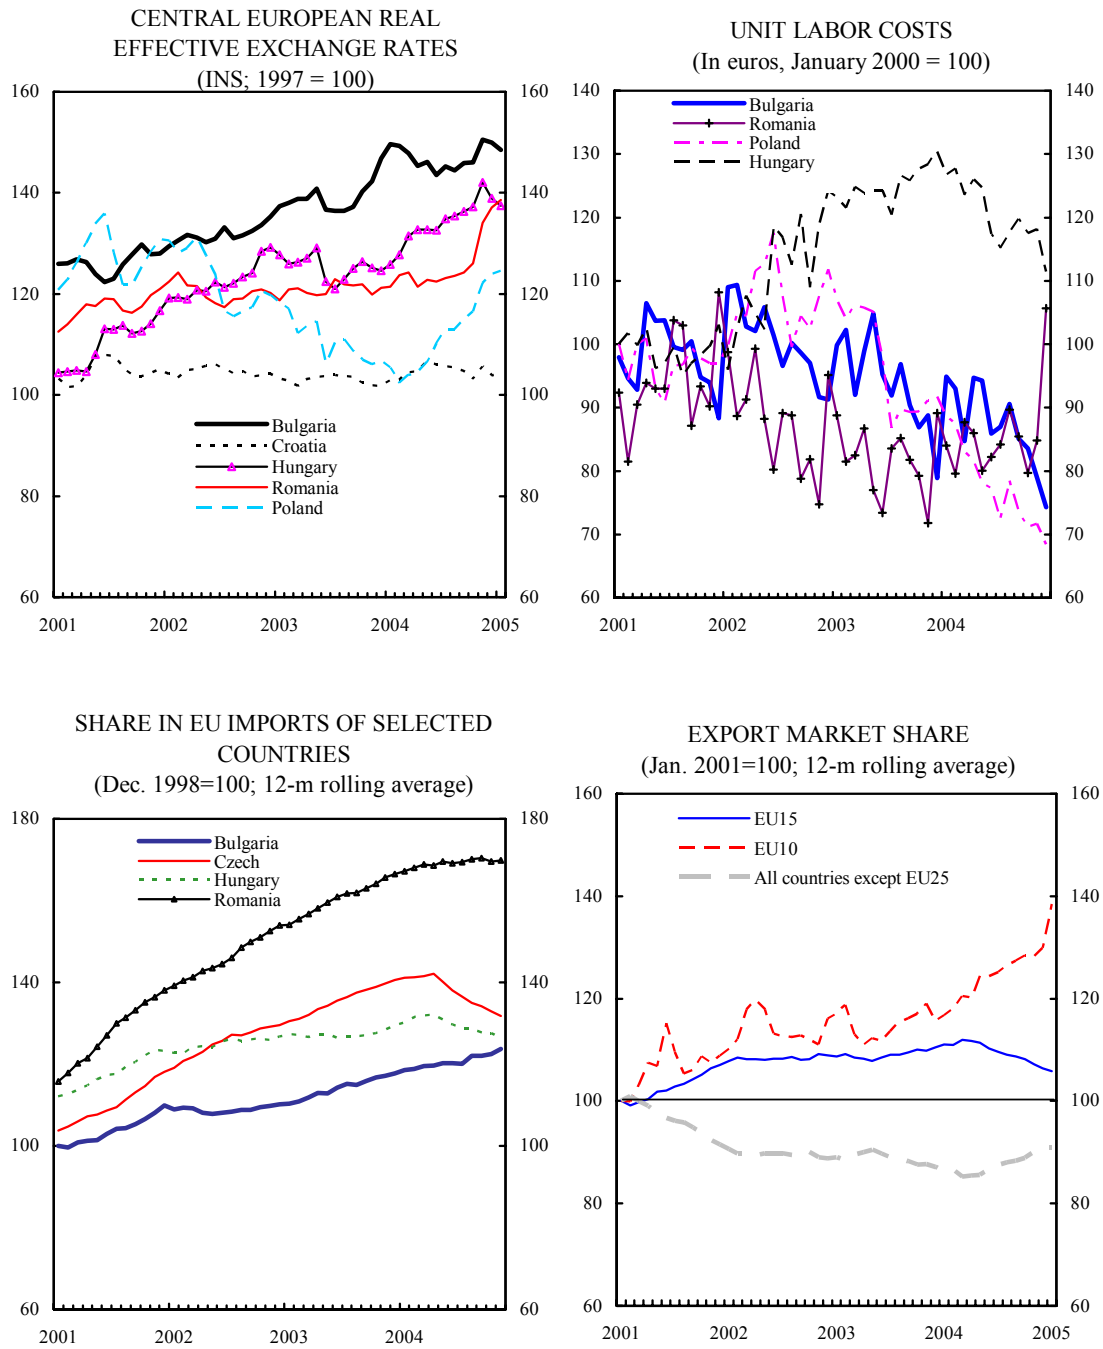 CENTRAL EUROPEAN REAL
EFFECTIVE EXCHANGE RATES
(INS; 1997 = 100)
160 160
140 140
120 120
100 100
80 80
60 60
Bulgaria
Croatia
Hungary
Romania
Poland
2001 2002 2003 2004 2005
UNIT LABOR COSTS
(In euros, January 2000 = 100)
140 140
130 130
120 120
110 110
100 100
90 90
80 80
70 70
60 60
Bulgaria
Romania
Poland
Hungary
2001 2002 2003 2004
SHARE IN EU IMPORTS OF SELECTED
COUNTRIES
(Dec. 1998=100; 12-m rolling average)
180 180
140 140
100 100
60 60
Bulgaria
Czech
Hungary
Romania
2001 2002 2003 2004
EXPORT MARKET SHARE
(Jan. 2001=100; 12-m rolling average)
160 160
140 140
120 120
100 100
80 80
60 60
EU15
EU10
All countries except EU25
2001 2002 2003 2004 2005